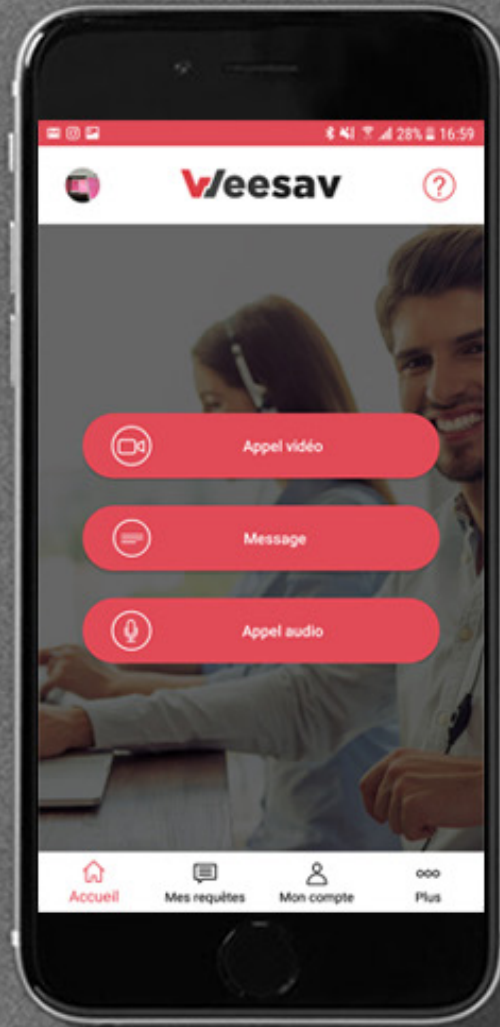 28% 16:59
Weesav
?
Appel vidéo
Message
Appel audio
Accueil
Mes requêtes
Mon compte
Plus